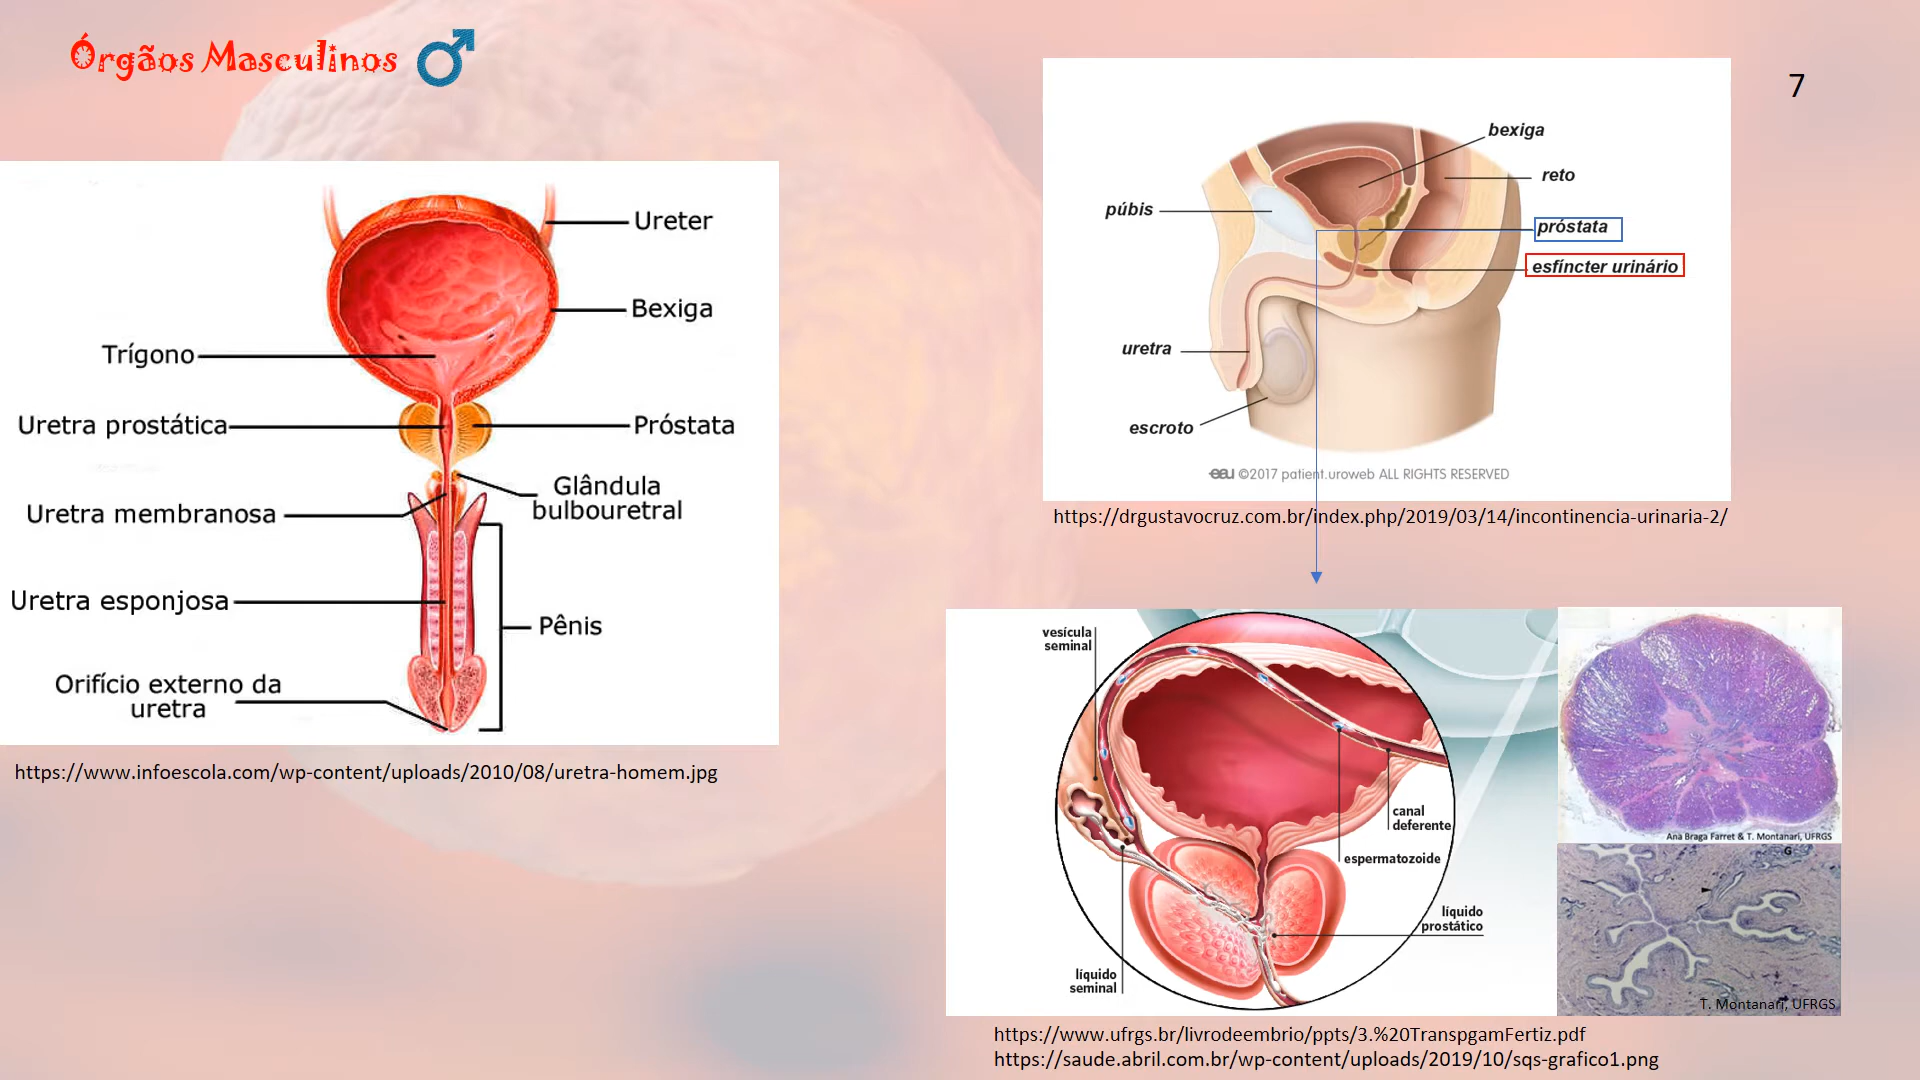 Órgãos Masculinos
7
Ureter
Bexiga
Trígono
Uretra prostática
Próstata
Glândula
bulbouretral
Uretra membranosa
Uretra esponjosa
Pênis
Orifício externo da
uretra
https://www.infoescola.com/wp-content/uploads/2010/08/uretra-homem.jpg
bexiga
reto
púbis
próstata
esfíncter urinário
uretra
escroto
eau ©2017 patient.uroweb ALL RIGHTS RESERVED
https://drgustavocruz.com.br/index.php/2019/03/14/incontinencia-urinaria-2/
vesícula
seminal
canal
deferente
espermatozoide
líquido
prostático
líquido
seminal
Ana Braga Farret & T. Montanari, UFRGS
G
T. Montanari, UFRGS
https://www.ufrgs.br/livrodeembrio/ppts/3.%20TranspgamFertiz.pdf
https://saude.abril.com.br/wp-content/uploads/2019/10/sqs-grafico1.png